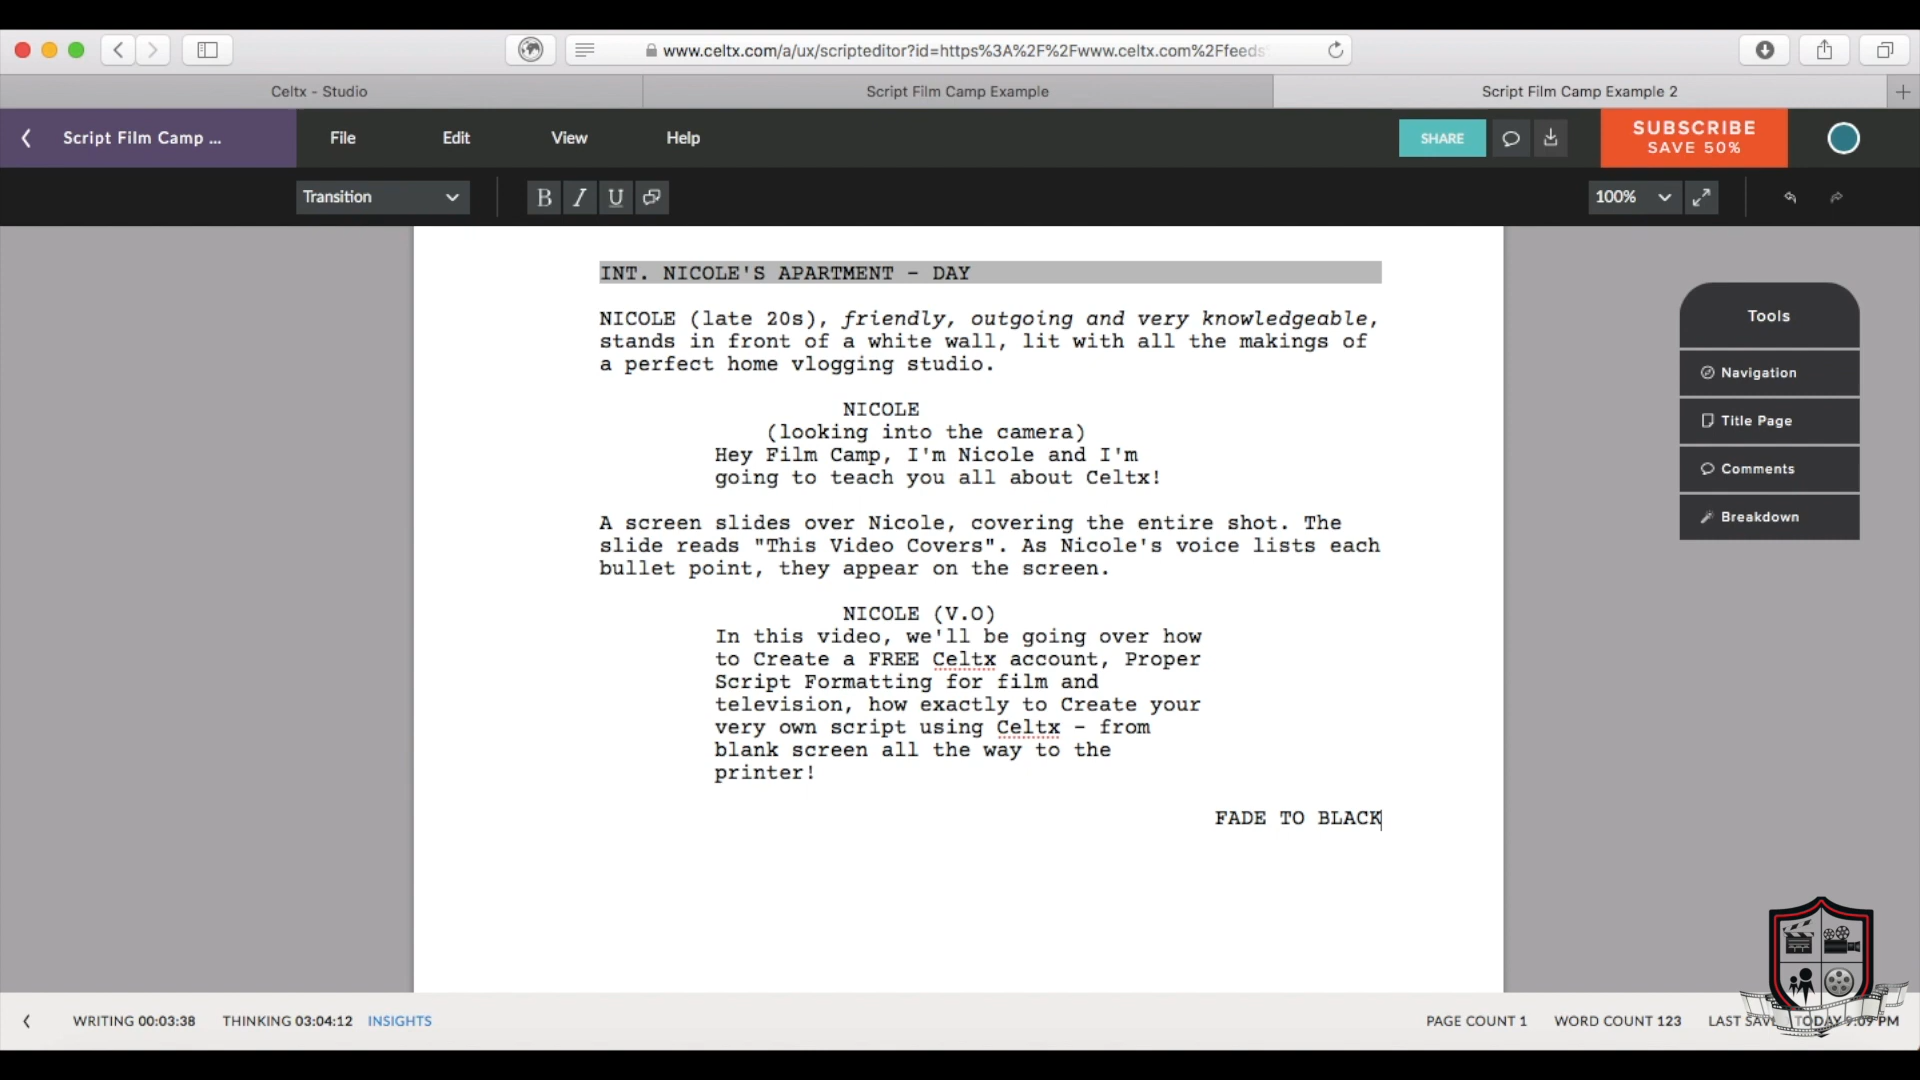 www.celtx.com/a/ux/scripteditor?id=https%3A%2F%2Fwww.celtx.com%2Ffeeds
Celtx - Studio
Script Film Camp Example
Script Film Camp Example 2
Script Film Camp ...
File
Edit
View
Help
SHARE
SUBSCRIBE
SAVE 50%
Transition
B
I
U
100%
INT. NICOLE'S APARTMENT - DAY
NICOLE (late 20s), friendly, outgoing and very knowledgeable,
stands in front of a white wall, lit with all the makings of
a perfect home vlogging studio.
NICOLE
(looking into the camera)
Hey Film Camp, I'm Nicole and I'm
going to teach you all about Celtx!
A screen slides over Nicole, covering the entire shot. The
slide reads "This Video Covers". As Nicole's voice lists each
bullet point, they appear on the screen.
NICOLE (V.O)
In this video, we'll be going over how
to Create a FREE Celtx account, Proper
Script Formatting for film and
television, how exactly to Create your
very own script using Celtx - from
blank screen all the way to the
printer!
FADE TO BLACK
Tools
Navigation
Title Page
Comments
Breakdown
WRITING 00:03:38
THINKING 03:04:12
INSIGHTS
PAGE COUNT 1
WORD COUNT 123
LAST SAVE TODAY 9:09 PM